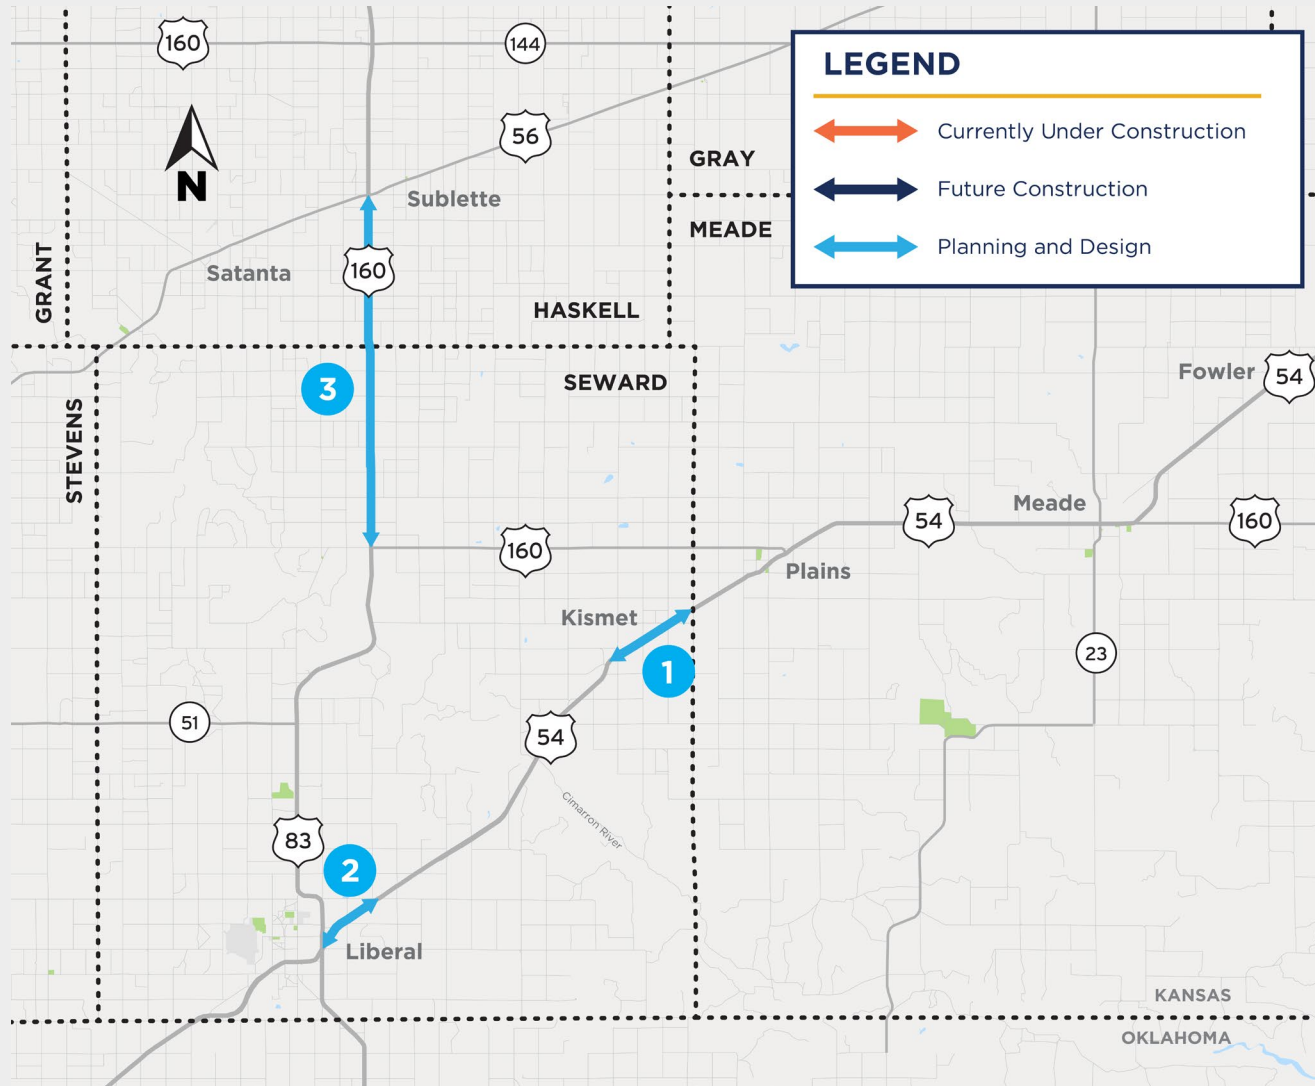 160
144
LEGEND
Currently Under Construction
56
GRAY
N
Future Construction
Sublette
MEADE
Planning and Design
GRANT
Satanta
160
HASKELL
Fowler
54
SEWARD
3
STEVENS
Meade
54
160
160
Plains
Kismet
23
1
51
54
Cimarron River
83
2
Liberal
KANSAS
OKLAHOMA